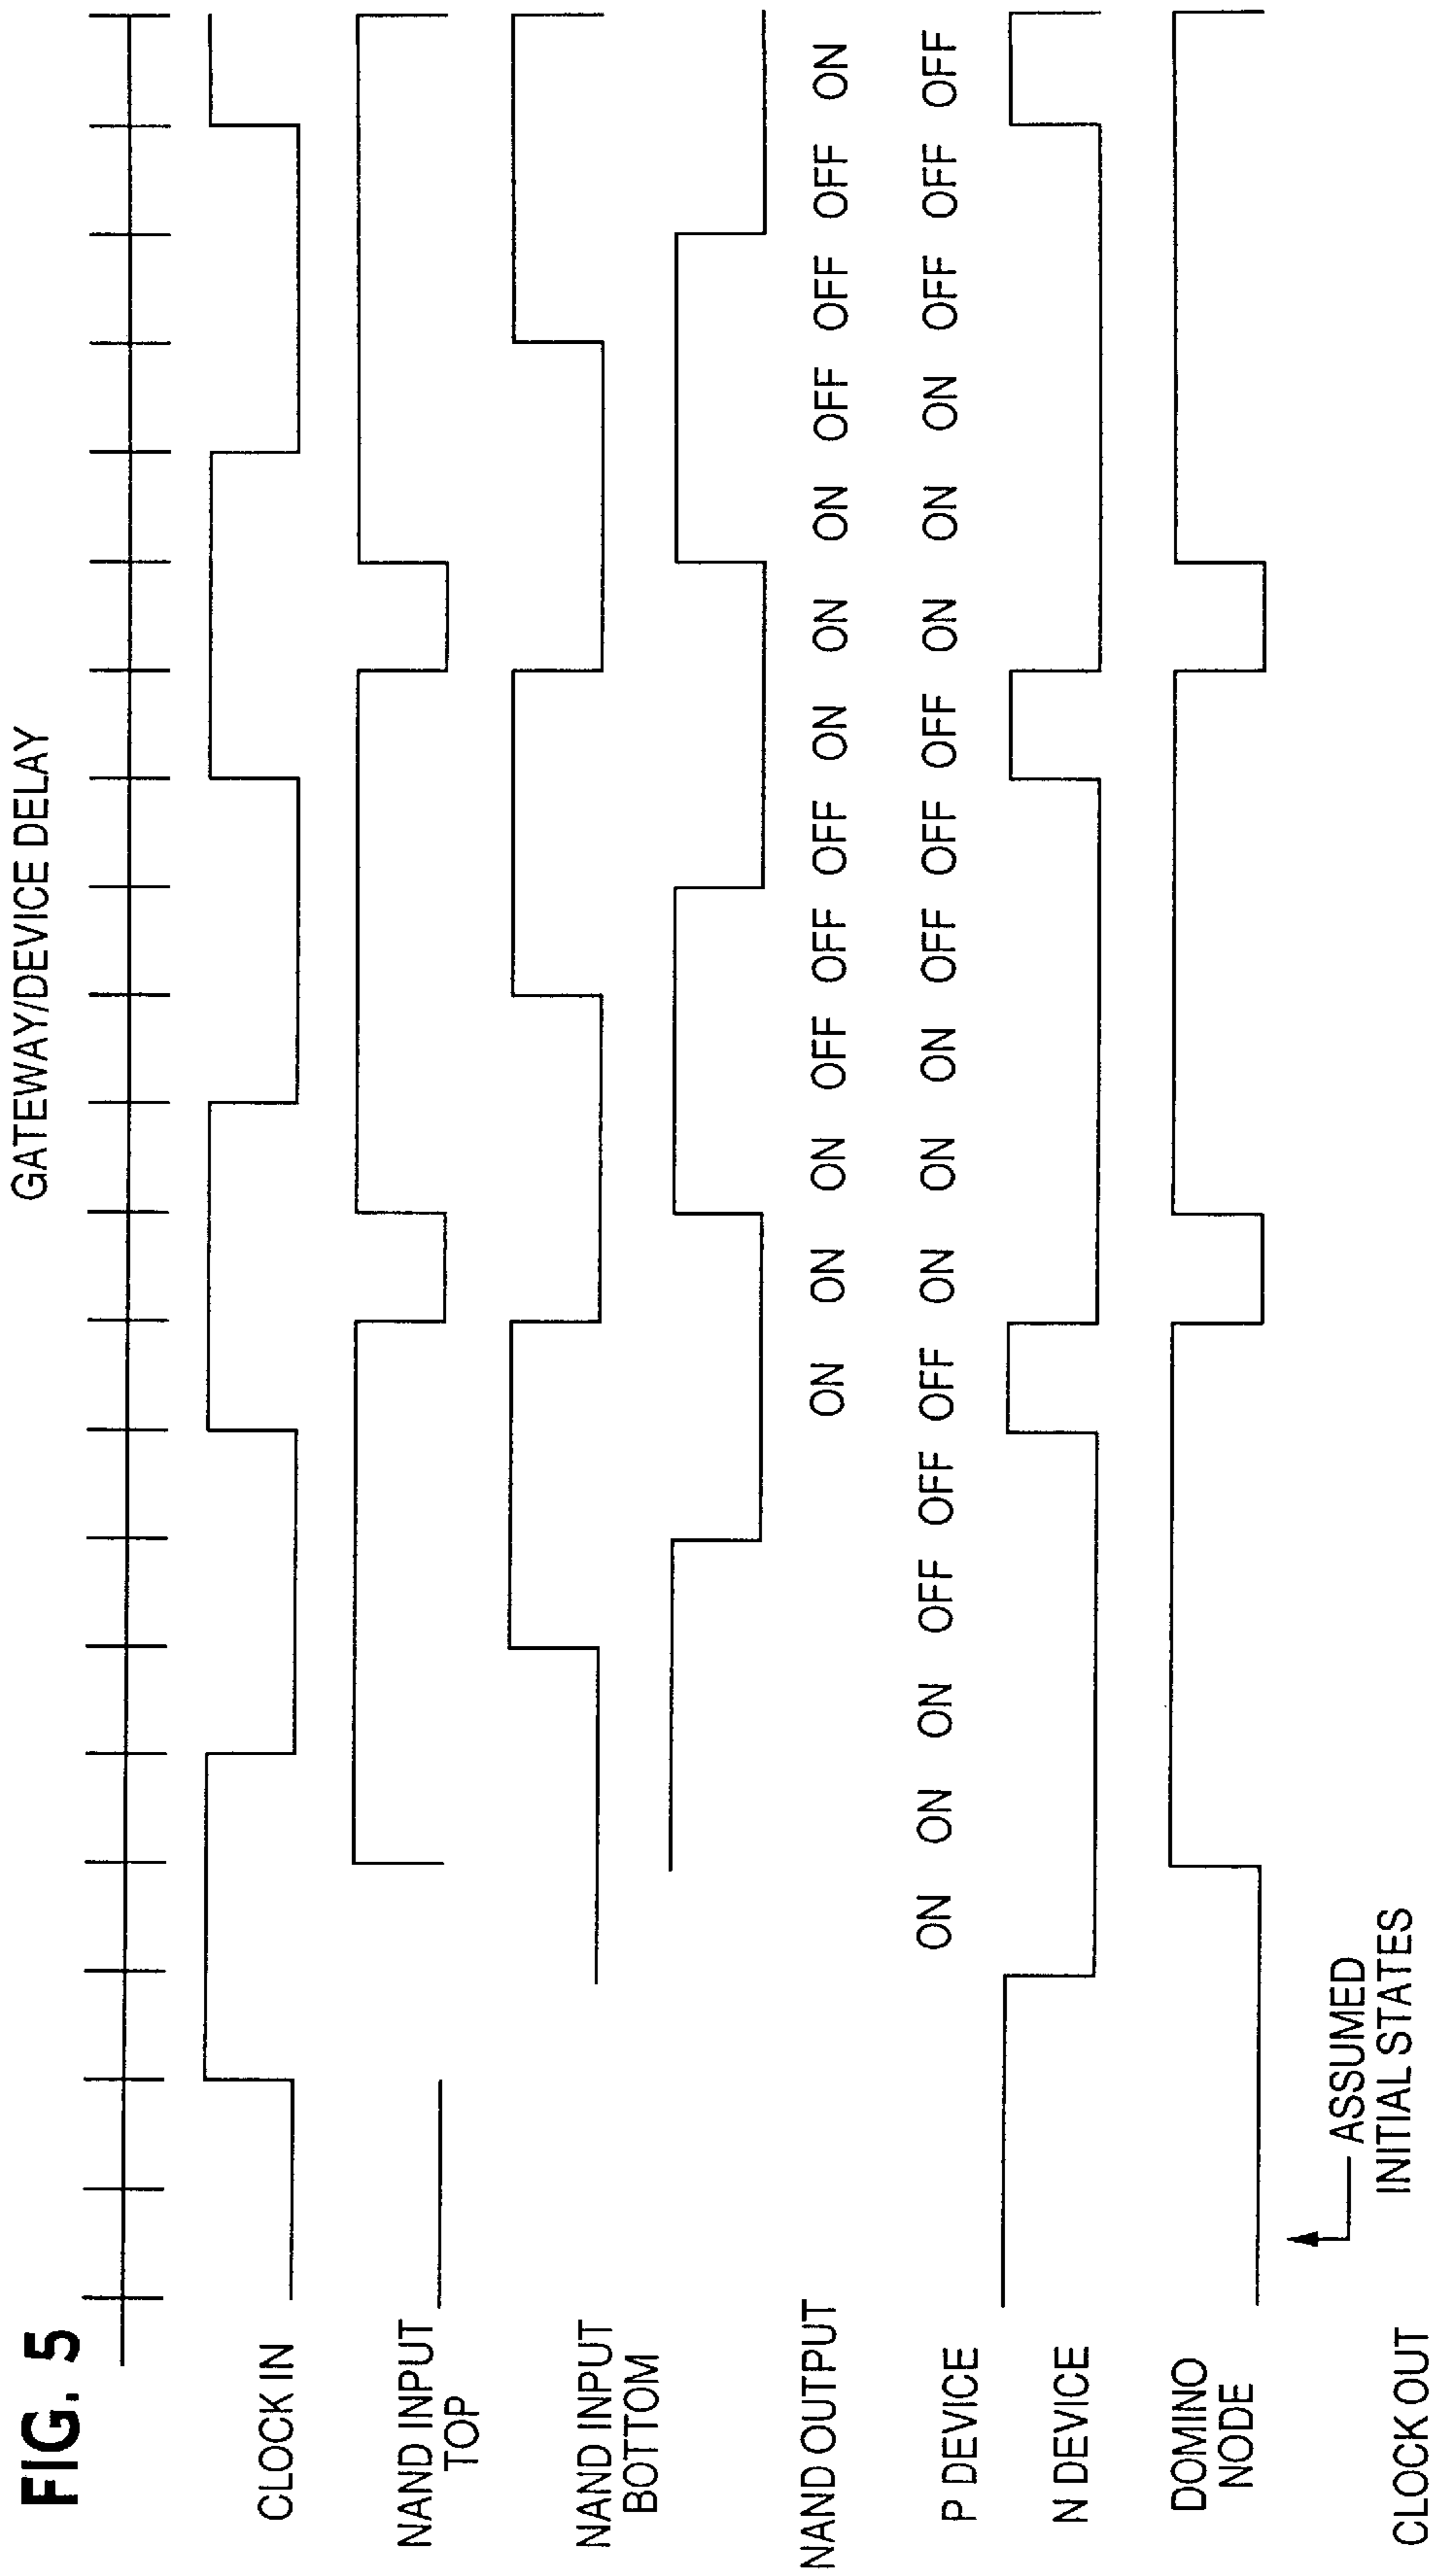 FIG. 5
GATEWAY/DEVICE DELAY
CLOCK IN
NAND INPUT
TOP
NAND INPUT
BOTTOM
NAND OUTPUT
ON ON ON OFF OFF OFF ON ON ON OFF OFF OFF ON
P DEVICE
ON ON ON OFF OFF OFF ON ON ON OFF OFF OFF ON ON ON OFF OFF OFF
N DEVICE
DOMINO
NODE
ASSUMED
INITIAL STATES
CLOCK OUT